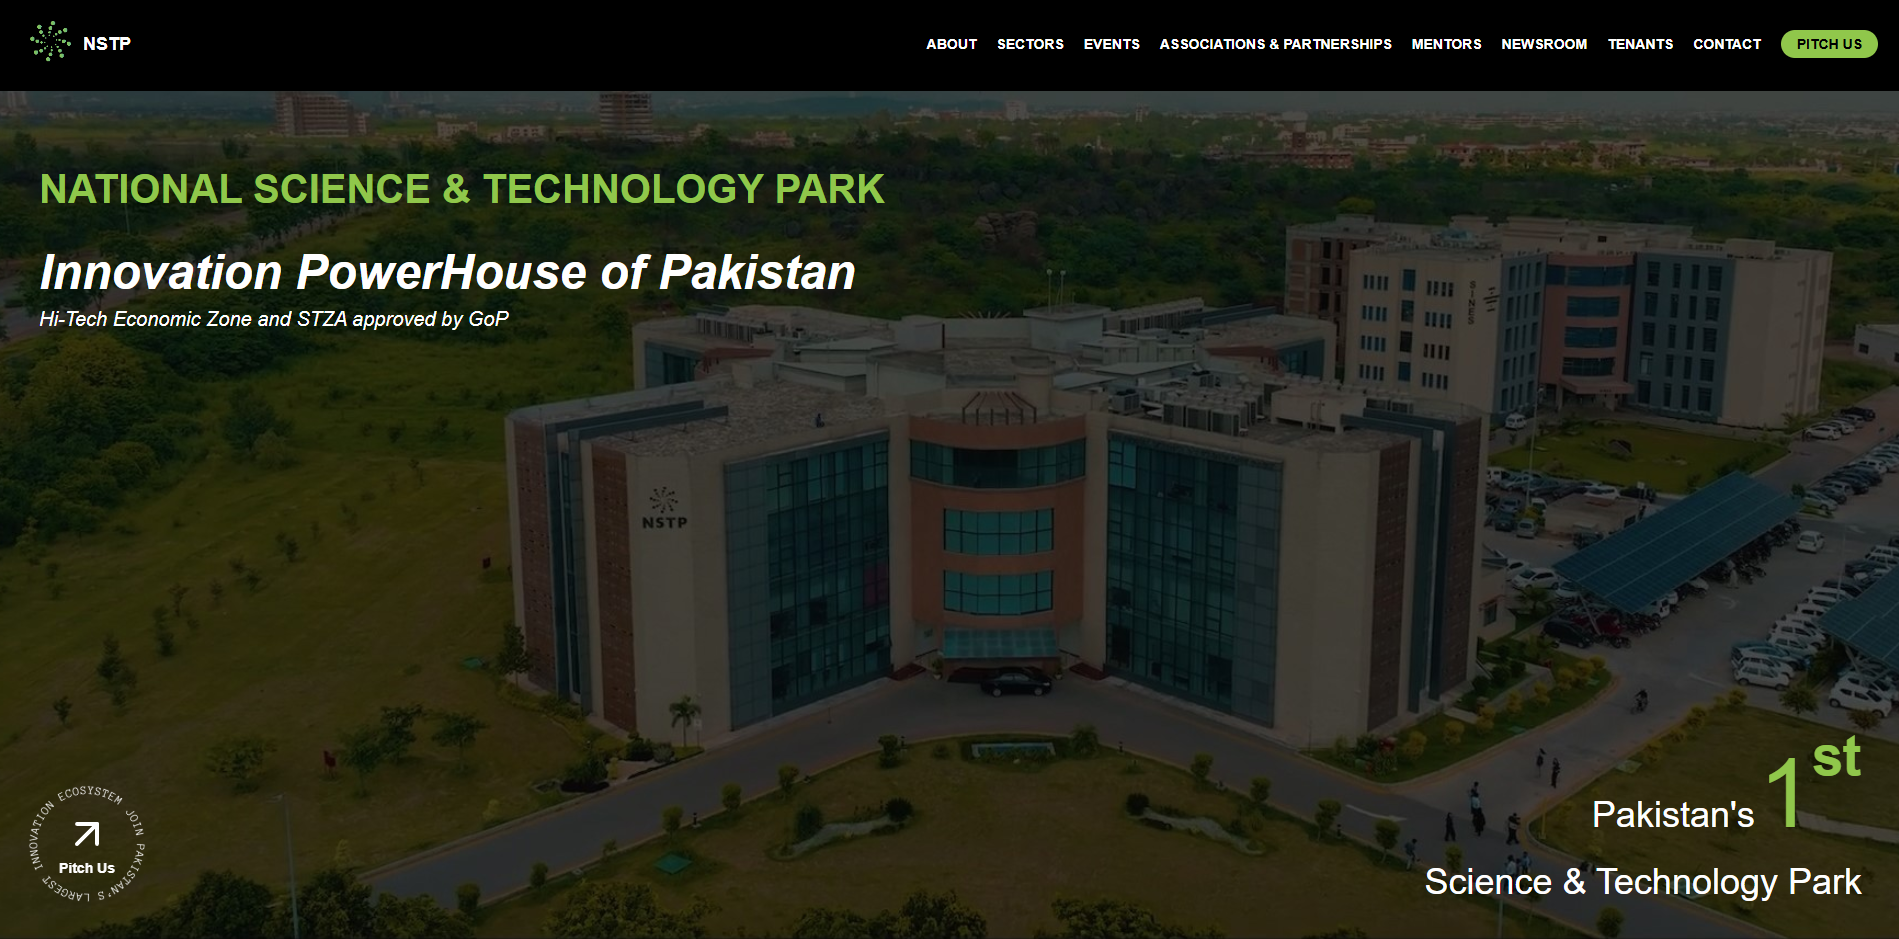 NSTP
ABOUT SECTORS EVENTS ASSOCIATIONS & PARTNERSHIPS MENTORS NEWSROOM TENANTS CONTACT PITCH US
NATIONAL SCIENCE & TECHNOLOGY PARK
Innovation PowerHouse of Pakistan
Hi-Tech Economic Zone and STZA approved by GoP
SINES
NSTP
Pakistan's 1st
Science & Technology Park
JOIN PAKISTAN'S LARGEST INNOVATION ECOSYSTEM
Pitch Us